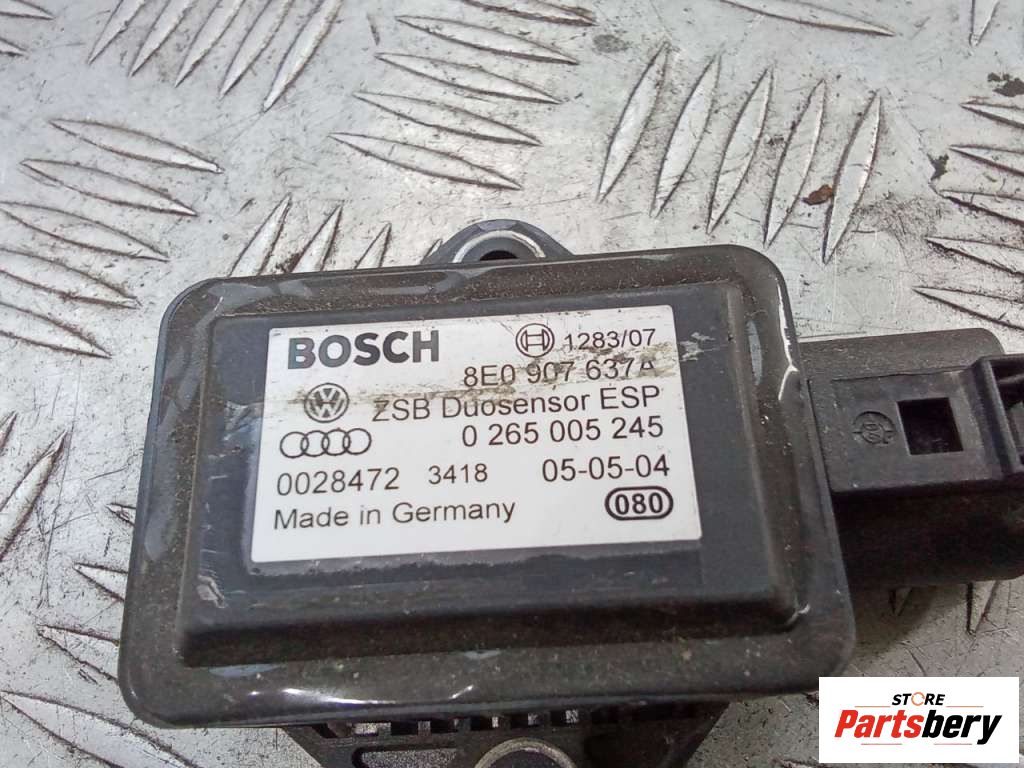 BOSCH 1283/07
8E0 907 637A
ZSB Duosensor ESP
0 265 005 245
0028472 3418 05-05-04
Made in Germany 080
STORE
Partsbery